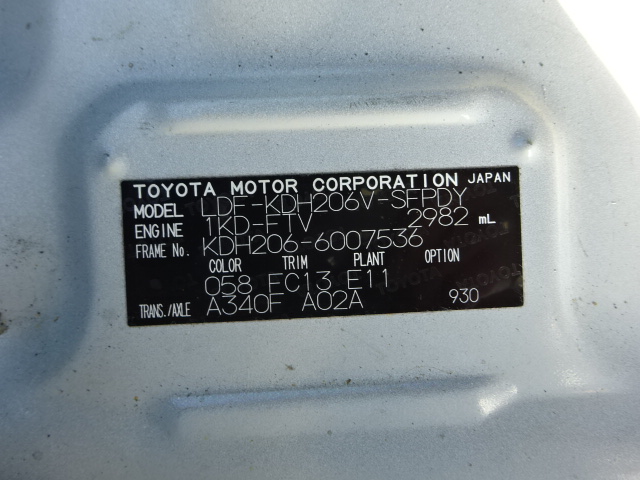 TOYOTA MOTOR CORPORATION JAPAN
MODEL LDF-KDH206V-SFPDY
ENGINE 1KD-FTV 2982 mL
FRAME No. KDH206-6007536
COLOR TRIM PLANT OPTION
058 FC13 E11
TRANS./AXLE A340F A02A 930